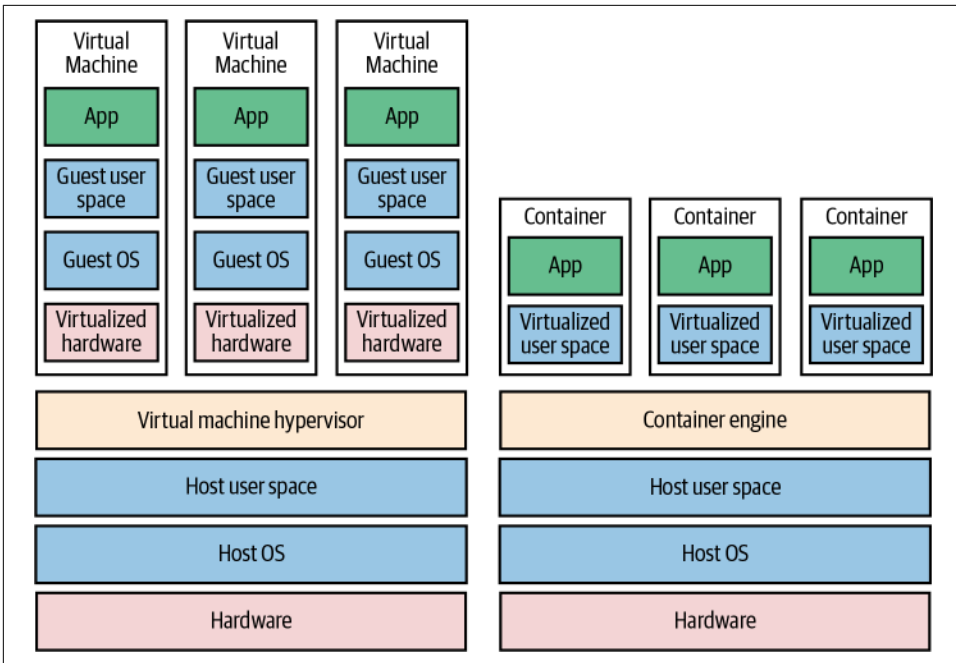 Virtual
Machine
App
Guest user
space
Guest OS
Virtualized
hardware
Virtual
Machine
App
Guest user
space
Guest OS
Virtualized
hardware
Virtual
Machine
App
Guest user
space
Guest OS
Virtualized
hardware
Virtual machine hypervisor
Host user space
Host OS
Hardware
Container
App
Virtualized
user space
Container
App
Virtualized
user space
Container
App
Virtualized
user space
Container engine
Host user space
Host OS
Hardware